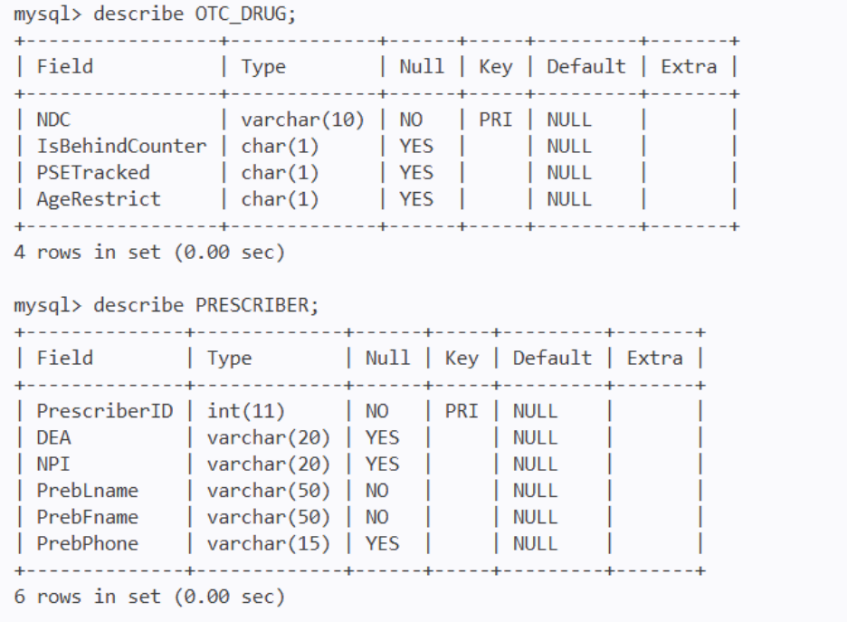 mysql> describe OTC_DRUG;
+-----------------+-------------+------+-----+---------+-------+
| Field           | Type        | Null | Key | Default | Extra |
+-----------------+-------------+------+-----+---------+-------+
| NDC             | varchar(10) | NO   | PRI | NULL    |       |
| IsBehindCounter | char(1)     | YES  |     | NULL    |       |
| PSETracked      | char(1)     | YES  |     | NULL    |       |
| AgeRestrict     | char(1)     | YES  |     | NULL    |       |
+-----------------+-------------+------+-----+---------+-------+
4 rows in set (0.00 sec)

mysql> describe PRESCRIBER;
+--------------+-------------+------+-----+---------+-------+
| Field        | Type        | Null | Key | Default | Extra |
+--------------+-------------+------+-----+---------+-------+
| PrescriberID | int(11)     | NO   | PRI | NULL    |       |
| DEA          | varchar(20) | YES  |     | NULL    |       |
| NPI          | varchar(20) | YES  |     | NULL    |       |
| PrebLname    | varchar(50) | NO   |     | NULL    |       |
| PrebFname    | varchar(50) | NO   |     | NULL    |       |
| PrebPhone    | varchar(15) | YES  |     | NULL    |       |
+--------------+-------------+------+-----+---------+-------+
6 rows in set (0.00 sec)